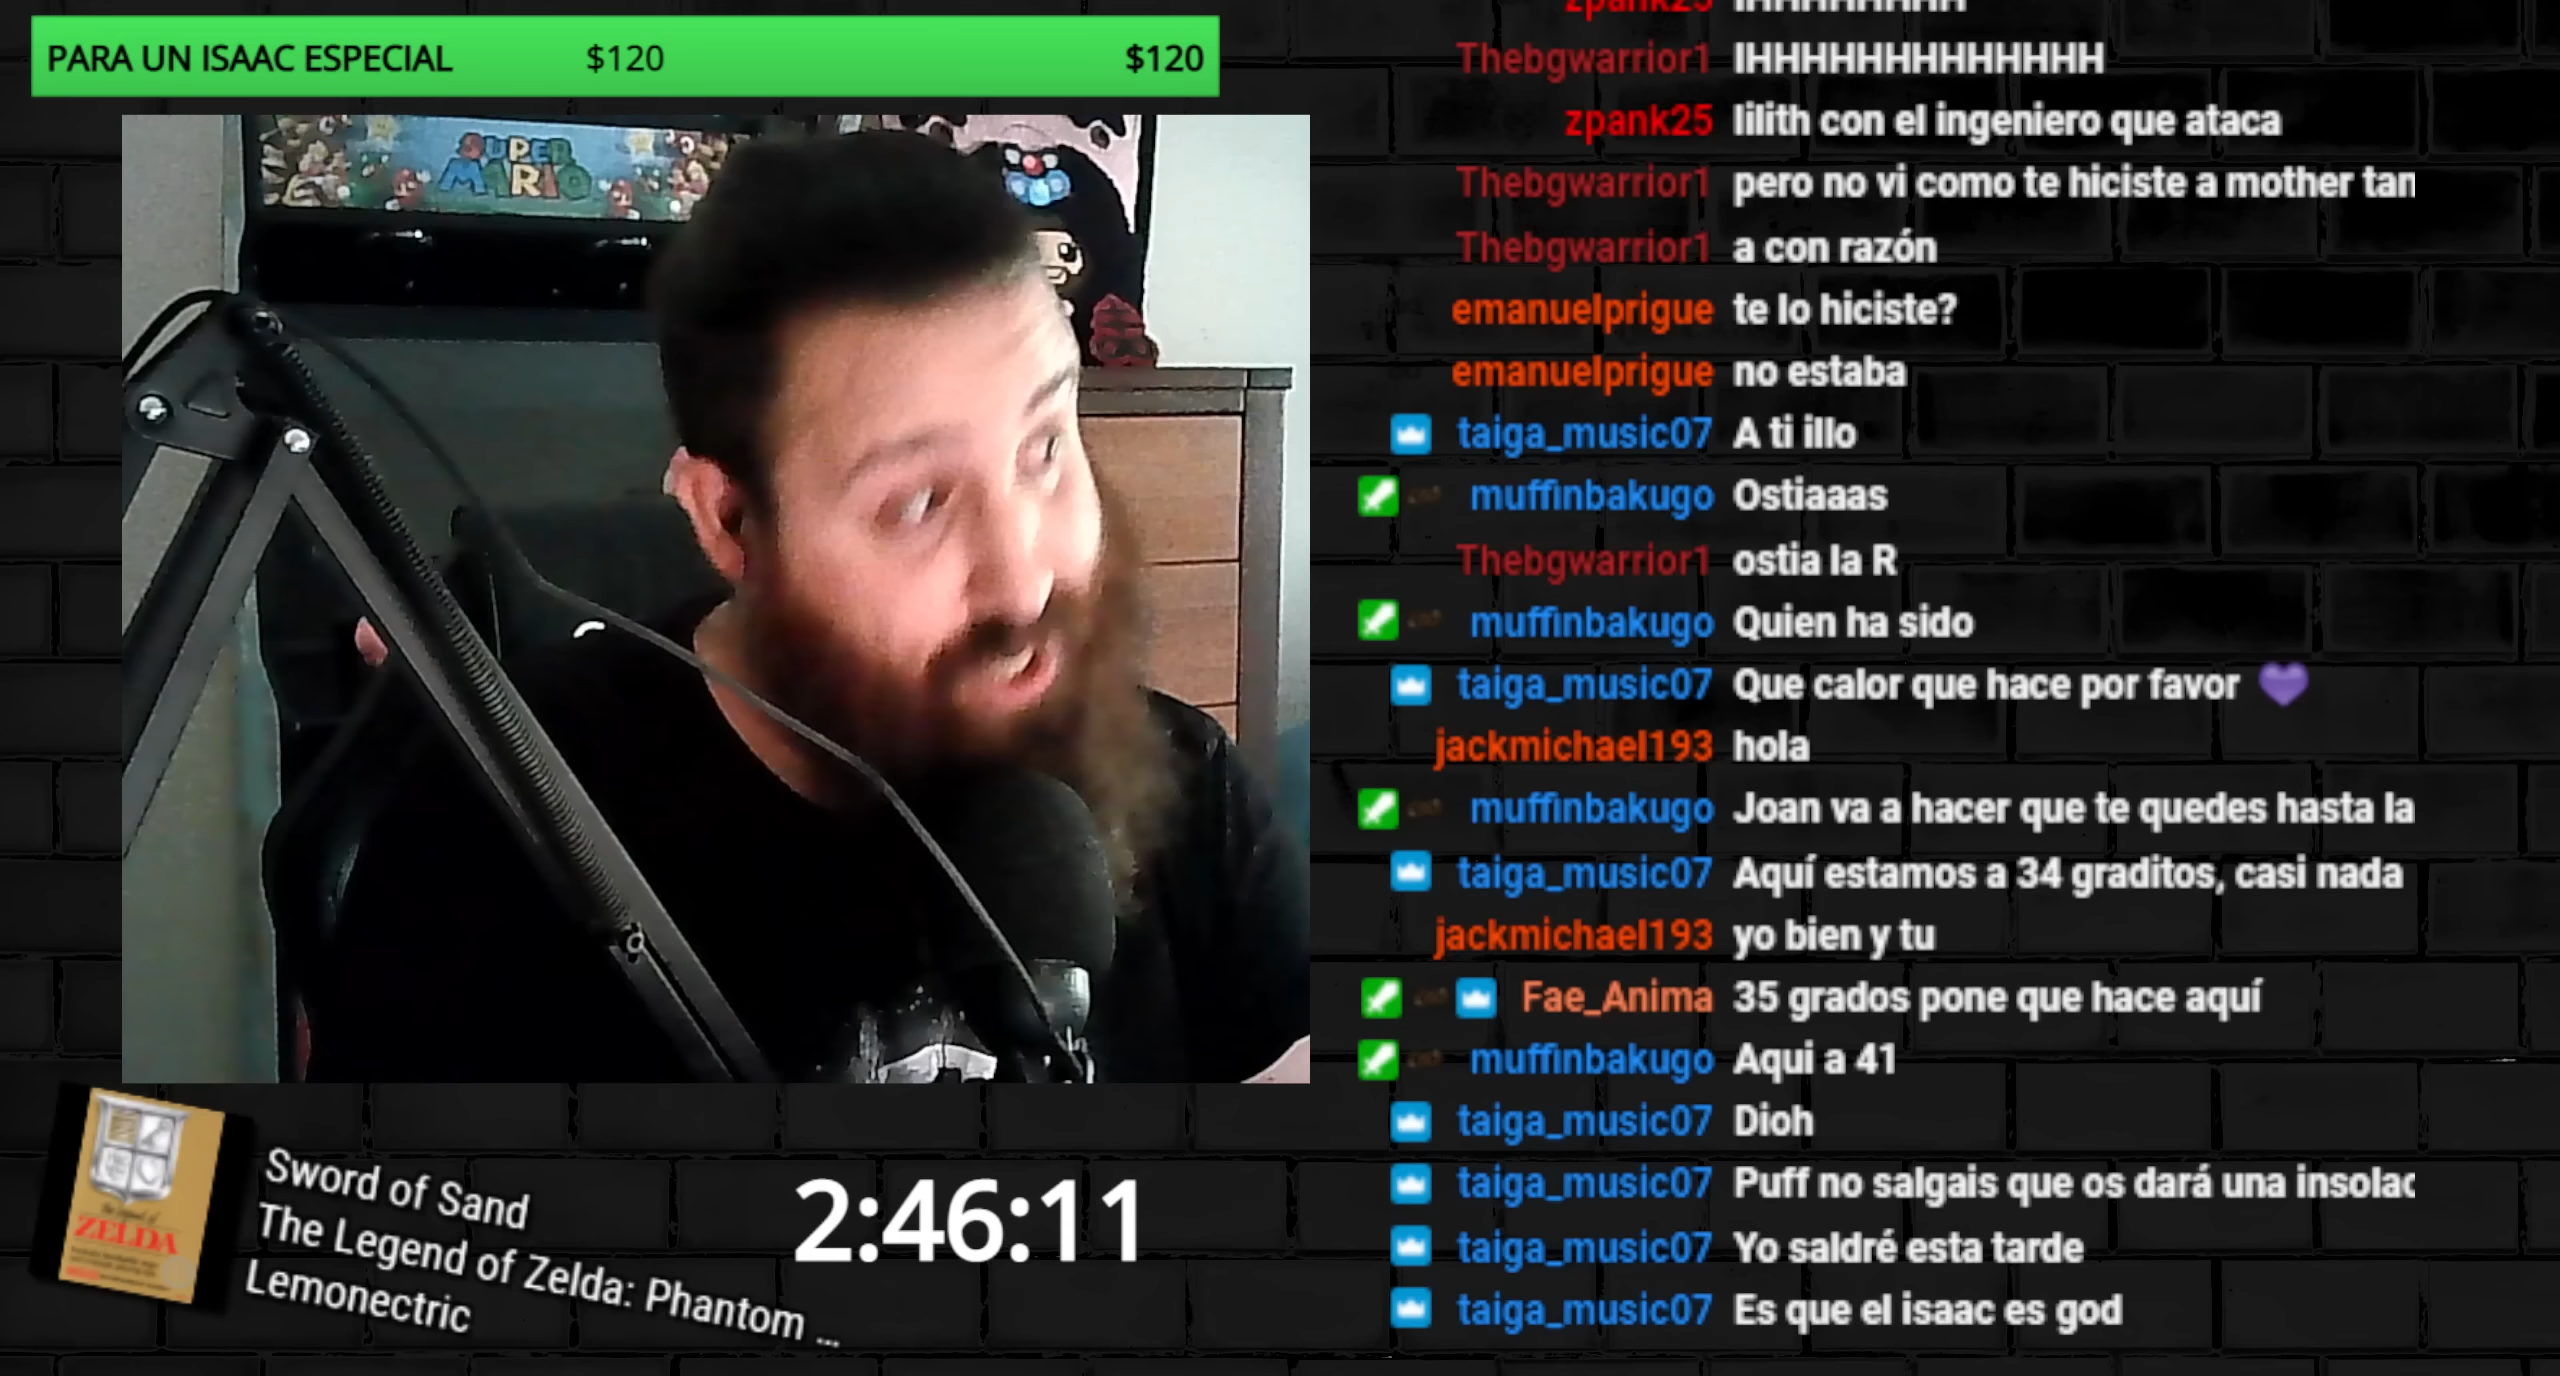 PARA UN ISAAC ESPECIAL $120 $120
SUPER
MARIO
ZELDA
Sword of Sand
The Legend of Zelda: Phantom ...
Lemonectric
2:46:11
zpank25 IHHHHHHHHH
Thebgwarrior1 IHHHHHHHHHHHHH
zpank25 lilith con el ingeniero que ataca
Thebgwarrior1 pero no vi como te hiciste a mother tan
Thebgwarrior1 a con razón
emanuelprigue te lo hiciste?
emanuelprigue no estaba
taiga_music07 A ti illo
muffinbakugo Ostiaaas
Thebgwarrior1 ostia la R
muffinbakugo Quien ha sido
taiga_music07 Que calor que hace por favor 💜
jackmichael193 hola
muffinbakugo Joan va a hacer que te quedes hasta la
taiga_music07 Aquí estamos a 34 graditos, casi nada
jackmichael193 yo bien y tu
Fae_Anima 35 grados pone que hace aquí
muffinbakugo Aqui a 41
taiga_music07 Dioh
taiga_music07 Puff no salgais que os dará una insolac
taiga_music07 Yo saldré esta tarde
taiga_music07 Es que el isaac es god